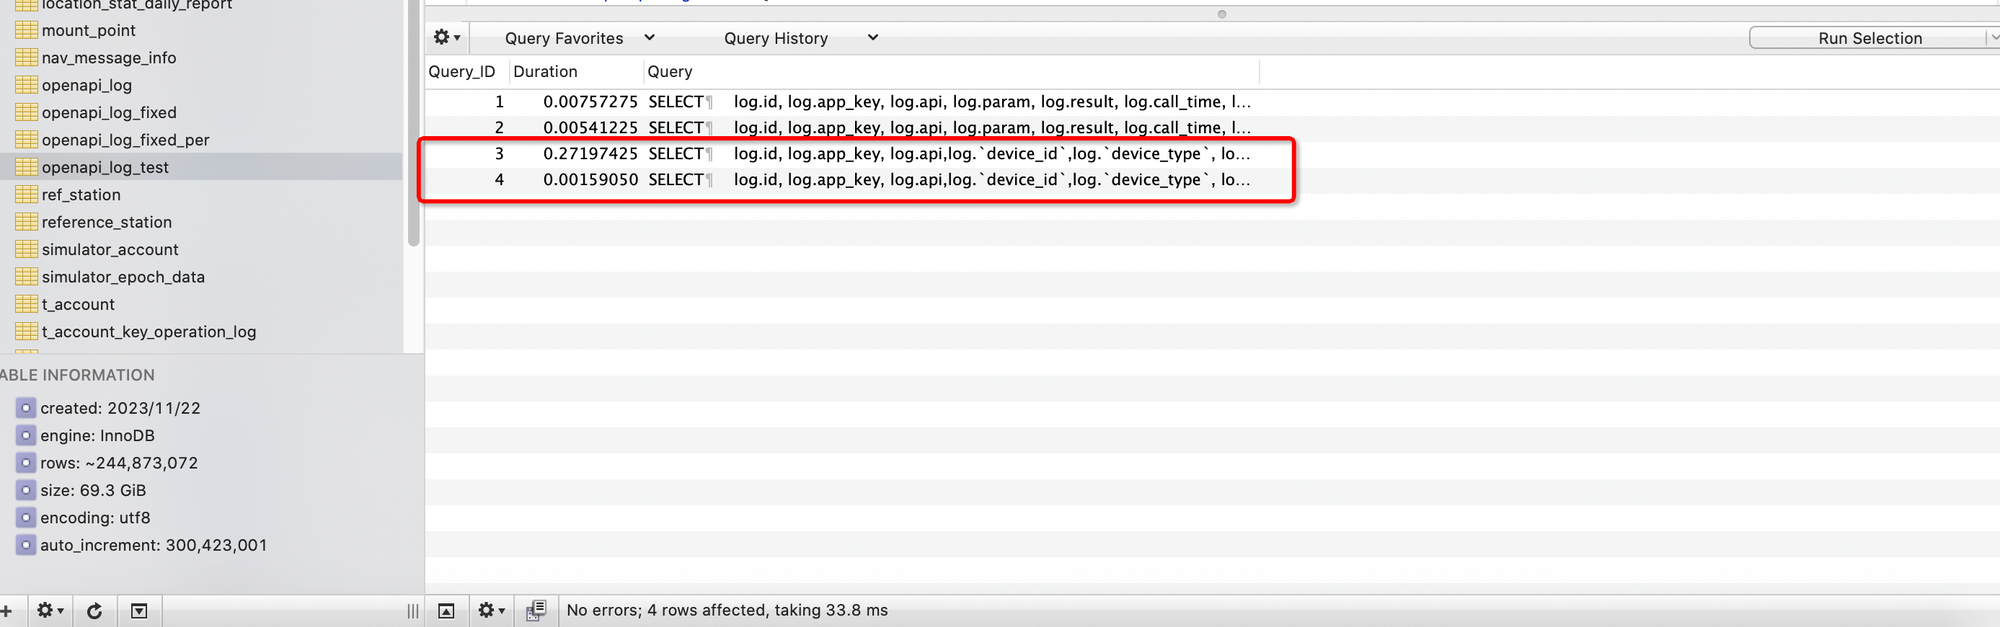 location_stat_daily_report
mount_point
nav_message_info
openapi_log
openapi_log_fixed
openapi_log_fixed_per
openapi_log_test
ref_station
reference_station
simulator_account
simulator_epoch_data
t_account
t_account_key_operation_log
ABLE INFORMATION
created: 2023/11/22
engine: InnoDB
rows: ~244,873,072
size: 69.3 GiB
encoding: utf8
auto_increment: 300,423,001
Query Favorites Query History Run Selection
Query_ID Duration Query
1 0.00757275 SELECT¶ log.id, log.app_key, log.api, log.param, log.result, log.call_time, l...
2 0.00541225 SELECT¶ log.id, log.app_key, log.api, log.param, log.result, log.call_time, l...
3 0.27197425 SELECT¶ log.id, log.app_key, log.api,log.`device_id`,log.`device_type`, lo...
4 0.00159050 SELECT¶ log.id, log.app_key, log.api,log.`device_id`,log.`device_type`, lo...
No errors; 4 rows affected, taking 33.8 ms